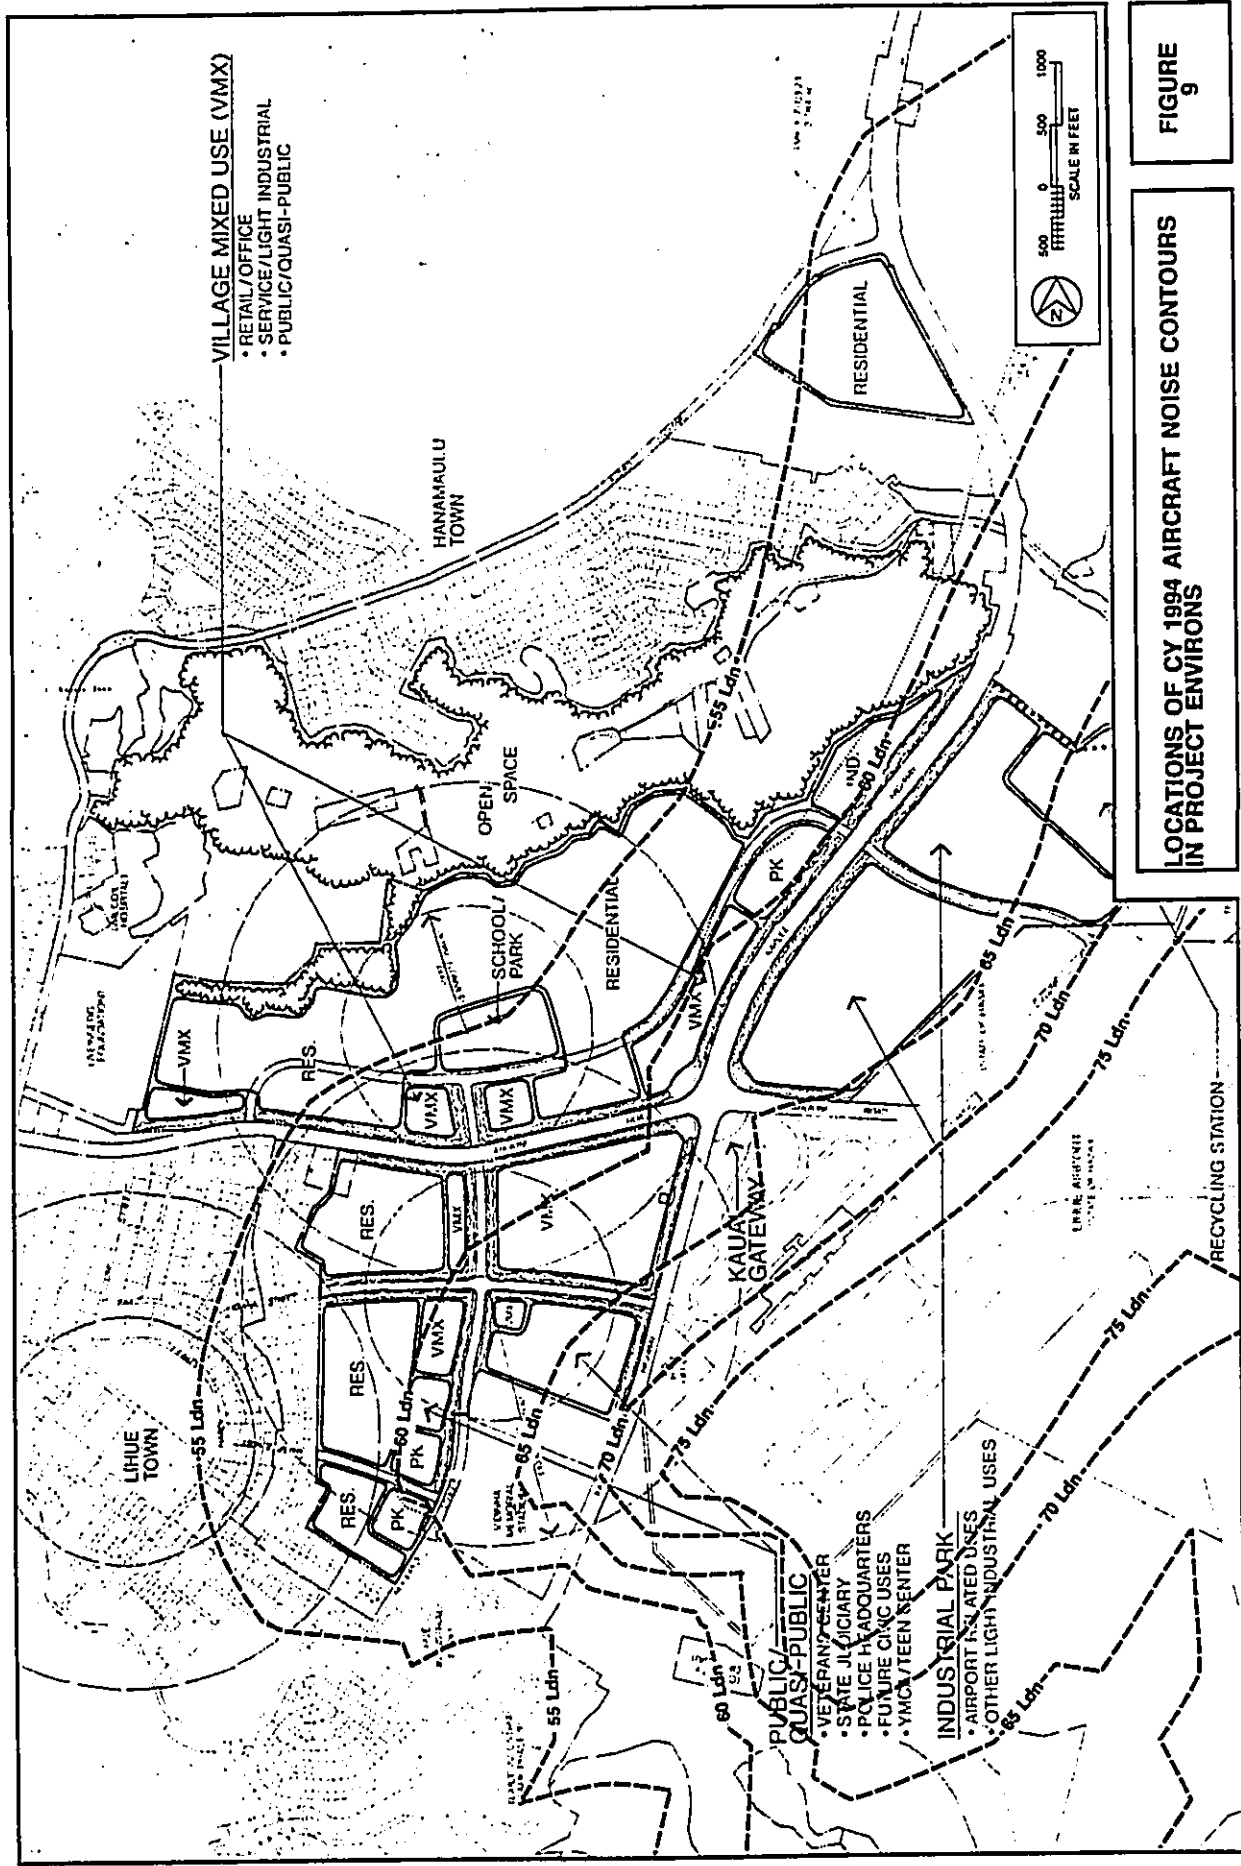 VILLAGE MIXED USE (VMX)
• RETAIL/OFFICE
• SERVICE/LIGHT INDUSTRIAL
• PUBLIC/QUASI-PUBLIC
HANAMAULU
TOWN
LIHUE
TOWN
OPEN
SPACE
SCHOOL/
PARK
RESIDENTIAL
RESIDENTIAL
VMX
RES.
VMX
VMX
VMX
RES.
VMX
VMX
RES.
VMX
RES.
PK
PK
PK
IND.
55 Ldn
55 Ldn
55 Ldn
60 Ldn
60 Ldn
60 Ldn
65 Ldn
65 Ldn
65 Ldn
70 Ldn
70 Ldn
70 Ldn
75 Ldn
75 Ldn
75 Ldn
KAUAI
GATEWAY
RECYCLING STATION
PUBLIC/
QUASI-PUBLIC
• VETERANS CENTER
• STATE JUDICIARY
• POLICE HEADQUARTERS
• FUTURE CIVIC USES
• YMCA/TEEN CENTER
INDUSTRIAL PARK
• AIRPORT RELATED USES
• OTHER LIGHT INDUSTRIAL USES
N
500 0 500 1000
SCALE IN FEET
LOCATIONS OF CY 1994 AIRCRAFT NOISE CONTOURS
IN PROJECT ENVIRONS
FIGURE
9